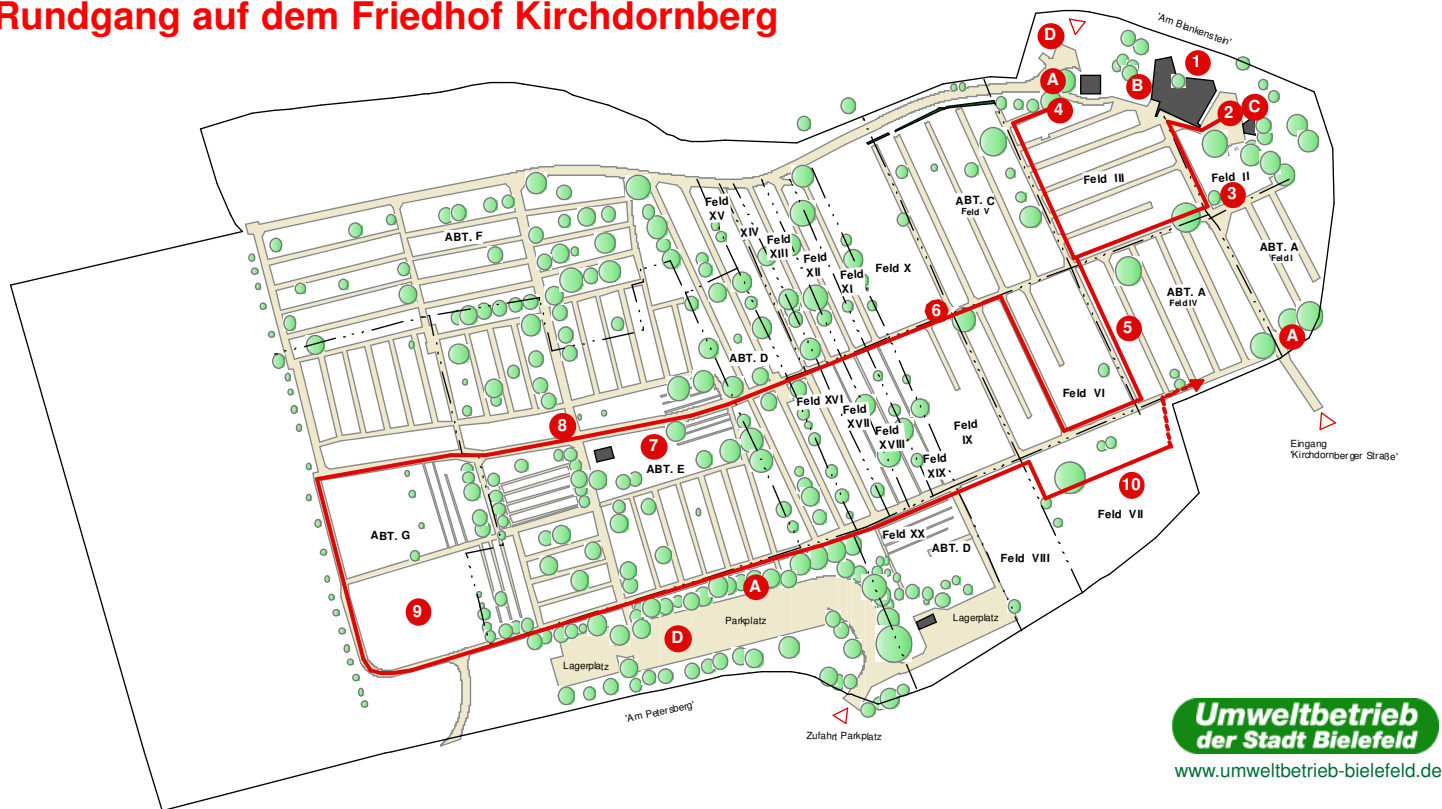 Rundgang auf dem Friedhof Kirchdornberg
'Am Blankenstein'
D
1
A
B
4
2
C
Feld III
Feld II
3
ABT. C
Feld V
ABT. A
Feld I
Feld XV
XIV
Feld XIII
Feld XII
Feld XI
Feld X
ABT. F
ABT. A
Feld IV
6
5
A
ABT. D
Feld VI
Feld XVI
Feld XVII
Feld XVIII
Feld XIX
Feld IX
8
7
ABT. E
Eingang
'Kirchdornberger Straße'
10
Feld VII
ABT. G
Feld XX
ABT. D
Feld VIII
9
A
Parkplatz
D
Lagerplatz
Lagerplatz
'Am Petersberg'
Zufahrt Parkplatz
Umweltbetrieb
der Stadt Bielefeld
www.umweltbetrieb-bielefeld.de